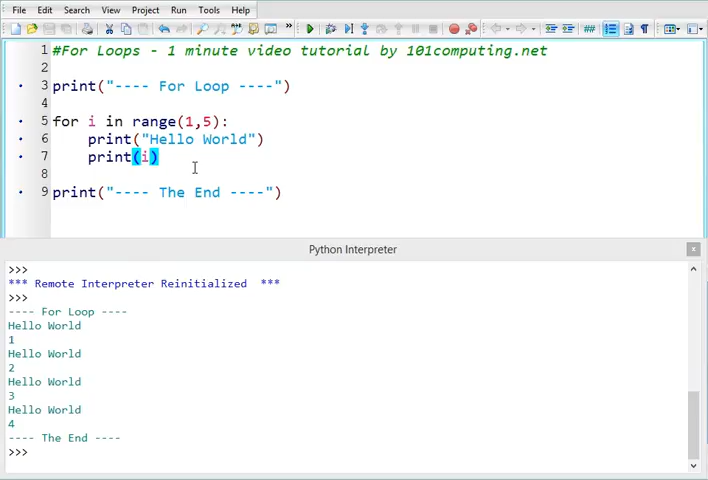 File Edit Search View Project Run Tools Help
1 #For Loops - 1 minute video tutorial by 101computing.net
2
3 print("---- For Loop ----")
4
5 for i in range(1,5):
6     print("Hello World")
7     print(i)
8
9 print("---- The End ----")
Python Interpreter
>>>
*** Remote Interpreter Reinitialized  ***
>>>
---- For Loop ----
Hello World
1
Hello World
2
Hello World
3
Hello World
4
---- The End ----
>>>